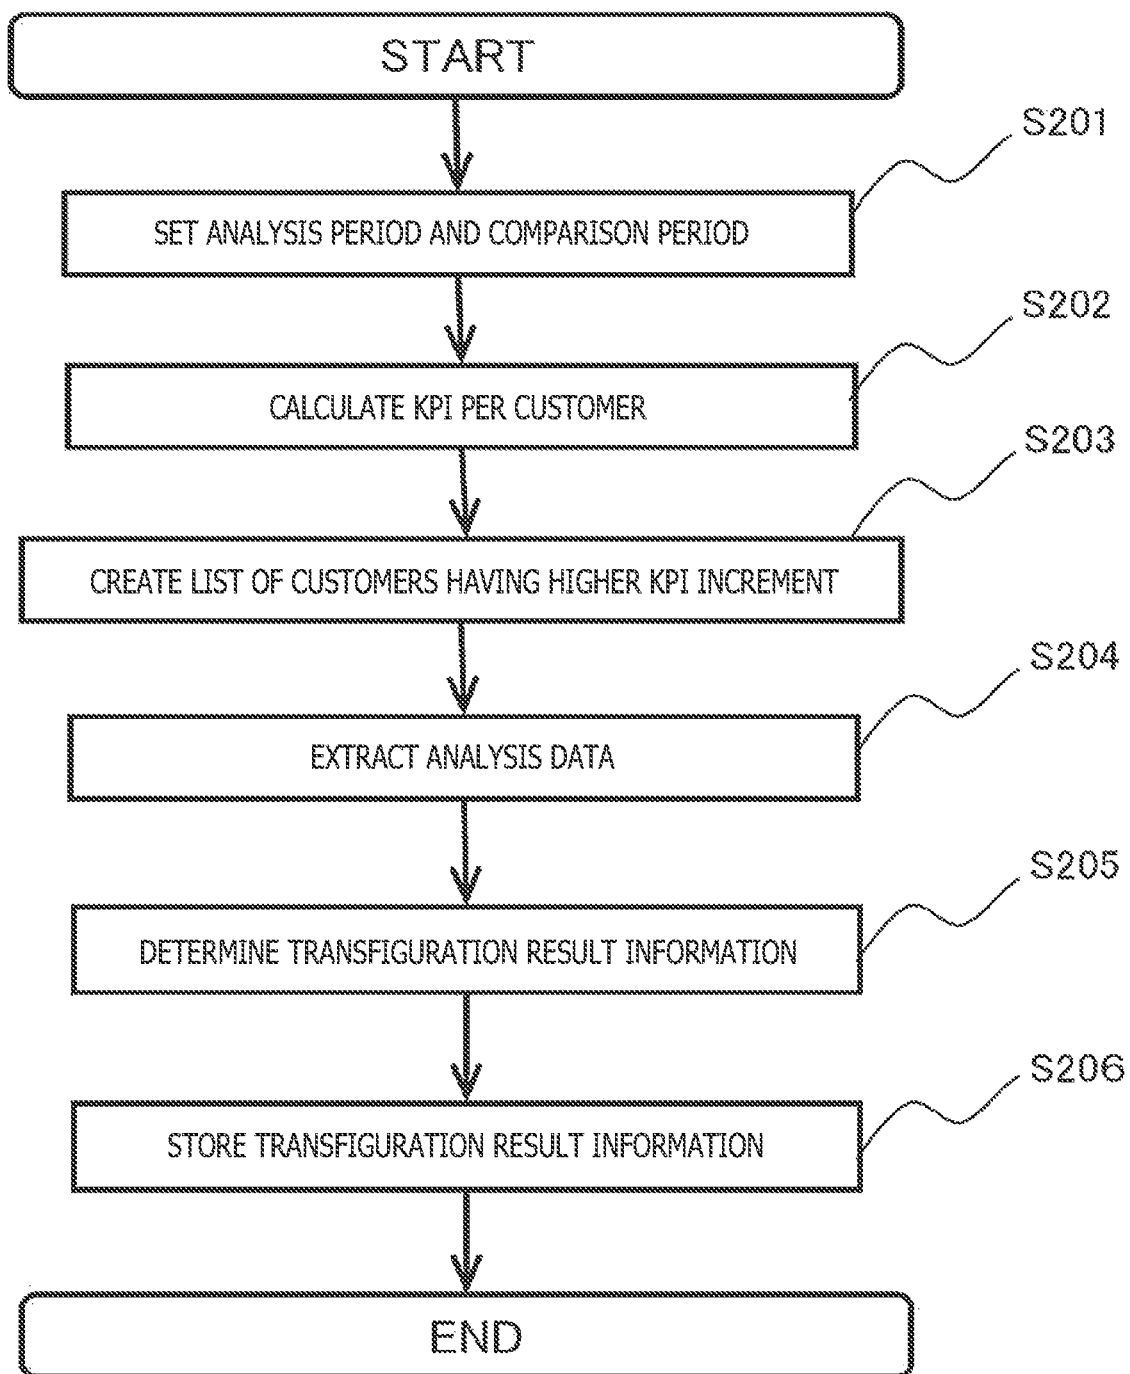 START
S201
SET ANALYSIS PERIOD AND COMPARISON PERIOD
S202
CALCULATE KPI PER CUSTOMER
S203
CREATE LIST OF CUSTOMERS HAVING HIGHER KPI INCREMENT
S204
EXTRACT ANALYSIS DATA
S205
DETERMINE TRANSFIGURATION RESULT INFORMATION
S206
STORE TRANSFIGURATION RESULT INFORMATION
END